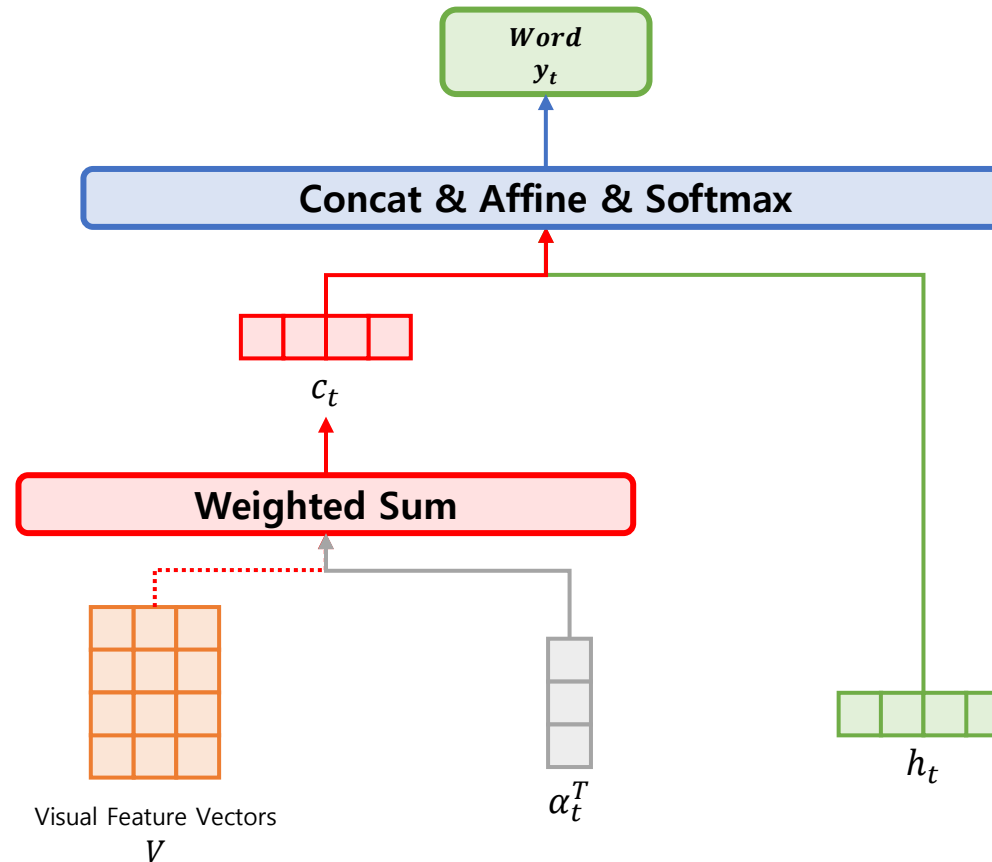 Word
y_t
Concat & Affine & Softmax
c_t
Weighted Sum
α_t^T
h_t
Visual Feature Vectors
V